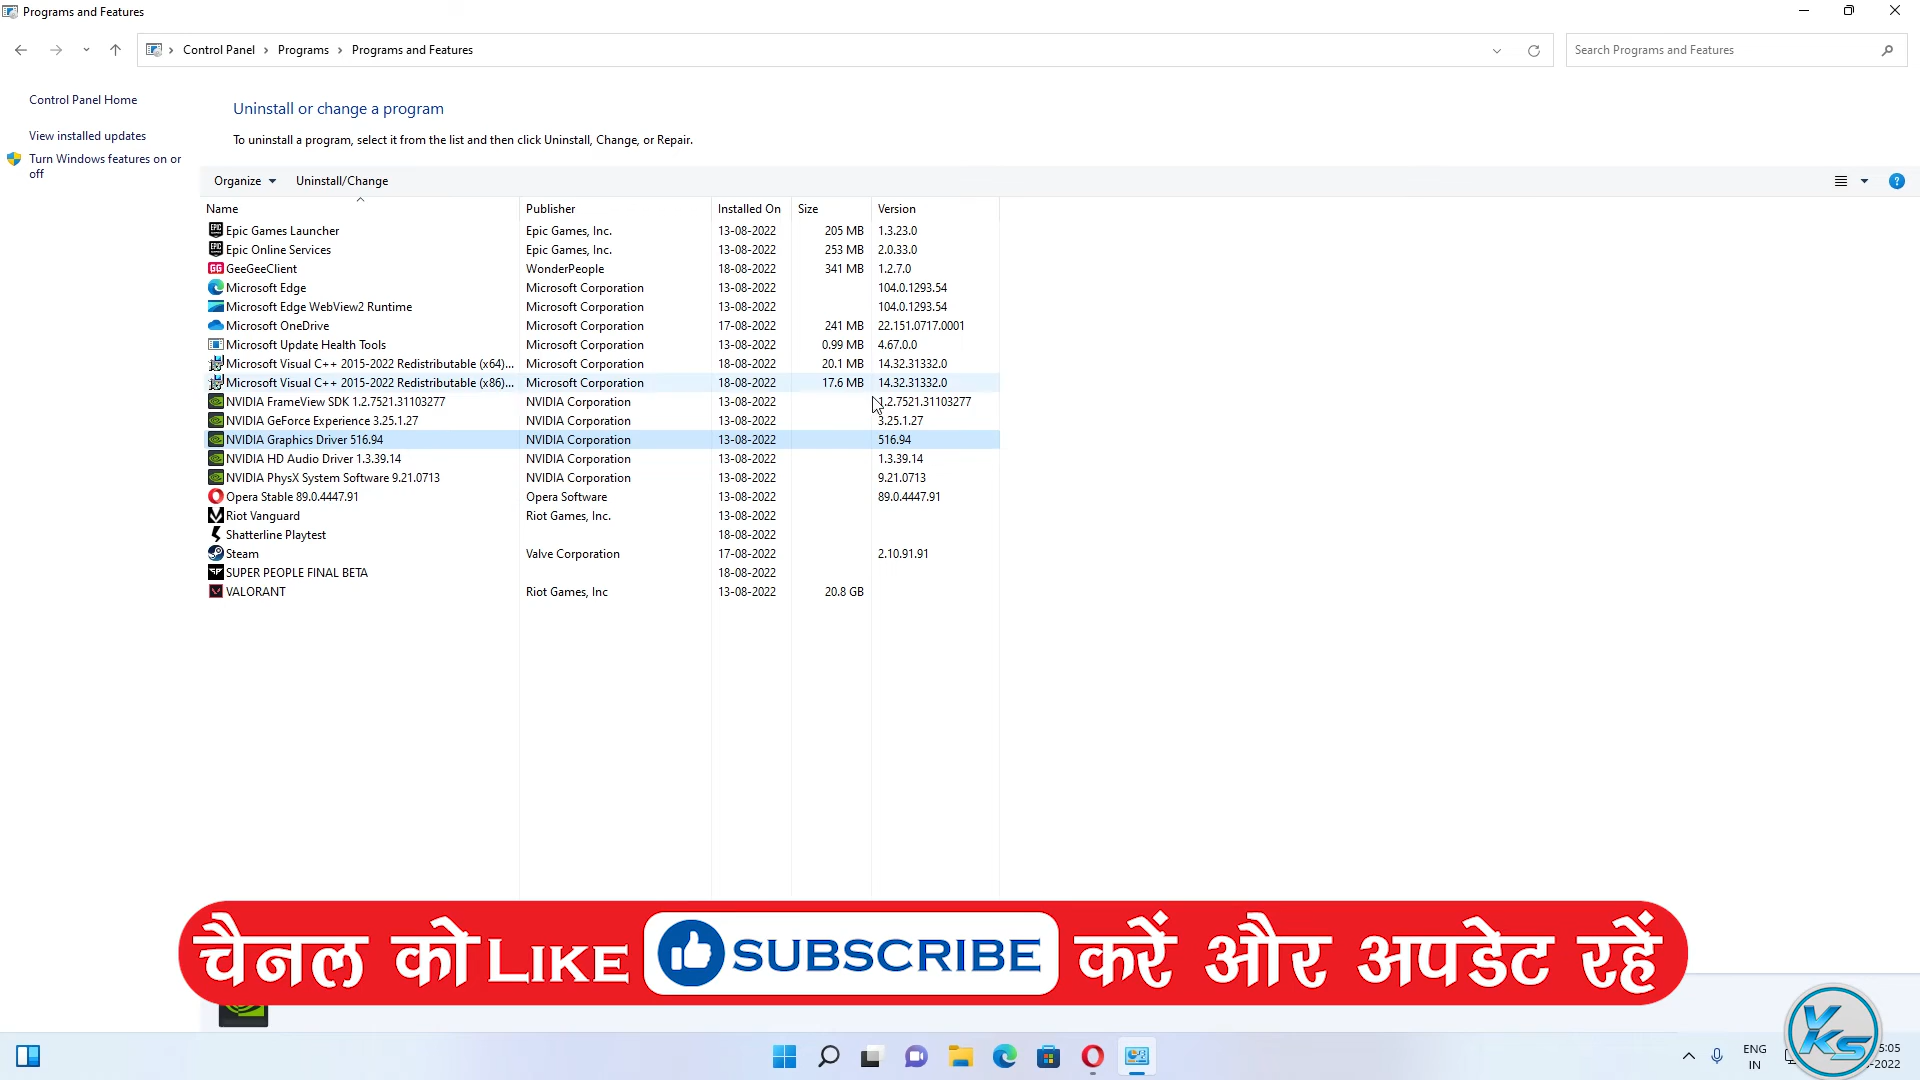 Programs and Features
Control Panel > Programs > Programs and Features
Search Programs and Features
Control Panel Home
View installed updates
Turn Windows features on or
off
Uninstall or change a program
To uninstall a program, select it from the list and then click Uninstall, Change, or Repair.
Organize Uninstall/Change
Name Publisher Installed On Size Version
Epic Games Launcher Epic Games, Inc. 13-08-2022 205 MB 1.3.23.0
Epic Online Services Epic Games, Inc. 13-08-2022 253 MB 2.0.33.0
GeeGeeClient WonderPeople 18-08-2022 341 MB 1.2.7.0
Microsoft Edge Microsoft Corporation 13-08-2022 104.0.1293.54
Microsoft Edge WebView2 Runtime Microsoft Corporation 13-08-2022 104.0.1293.54
Microsoft OneDrive Microsoft Corporation 17-08-2022 241 MB 22.151.0717.0001
Microsoft Update Health Tools Microsoft Corporation 13-08-2022 0.99 MB 4.67.0.0
Microsoft Visual C++ 2015-2022 Redistributable (x64)... Microsoft Corporation 18-08-2022 20.1 MB 14.32.31332.0
Microsoft Visual C++ 2015-2022 Redistributable (x86)... Microsoft Corporation 18-08-2022 17.6 MB 14.32.31332.0
NVIDIA FrameView SDK 1.2.7521.31103277 NVIDIA Corporation 13-08-2022 1.2.7521.31103277
NVIDIA GeForce Experience 3.25.1.27 NVIDIA Corporation 13-08-2022 3.25.1.27
NVIDIA Graphics Driver 516.94 NVIDIA Corporation 13-08-2022 516.94
NVIDIA HD Audio Driver 1.3.39.14 NVIDIA Corporation 13-08-2022 1.3.39.14
NVIDIA PhysX System Software 9.21.0713 NVIDIA Corporation 13-08-2022 9.21.0713
Opera Stable 89.0.4447.91 Opera Software 13-08-2022 89.0.4447.91
Riot Vanguard Riot Games, Inc. 13-08-2022
Shatterline Playtest 18-08-2022
Steam Valve Corporation 17-08-2022 2.10.91.91
SUPER PEOPLE FINAL BETA 18-08-2022
VALORANT Riot Games, Inc 13-08-2022 20.8 GB
चैनल को LIKE SUBSCRIBE करें और अपडेट रहें
ENG
IN
YKS
5:05
-2022